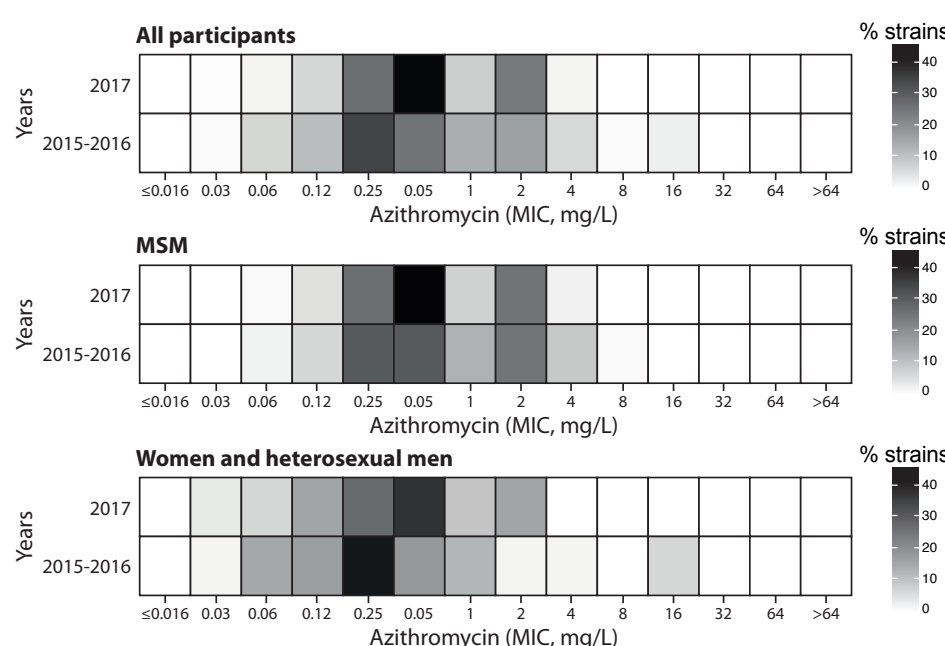 All participants
% strains
Years
2017
2015-2016
40
30
20
10
0
≤0.016 0.03 0.06 0.12 0.25 0.05 1 2 4 8 16 32 64 >64
Azithromycin (MIC, mg/L)
MSM
% strains
Years
2017
2015-2016
40
30
20
10
0
≤0.016 0.03 0.06 0.12 0.25 0.05 1 2 4 8 16 32 64 >64
Azithromycin (MIC, mg/L)
Women and heterosexual men
% strains
Years
2017
2015-2016
40
30
20
10
0
≤0.016 0.03 0.06 0.12 0.25 0.05 1 2 4 8 16 32 64 >64
Azithromycin (MIC, mg/L)